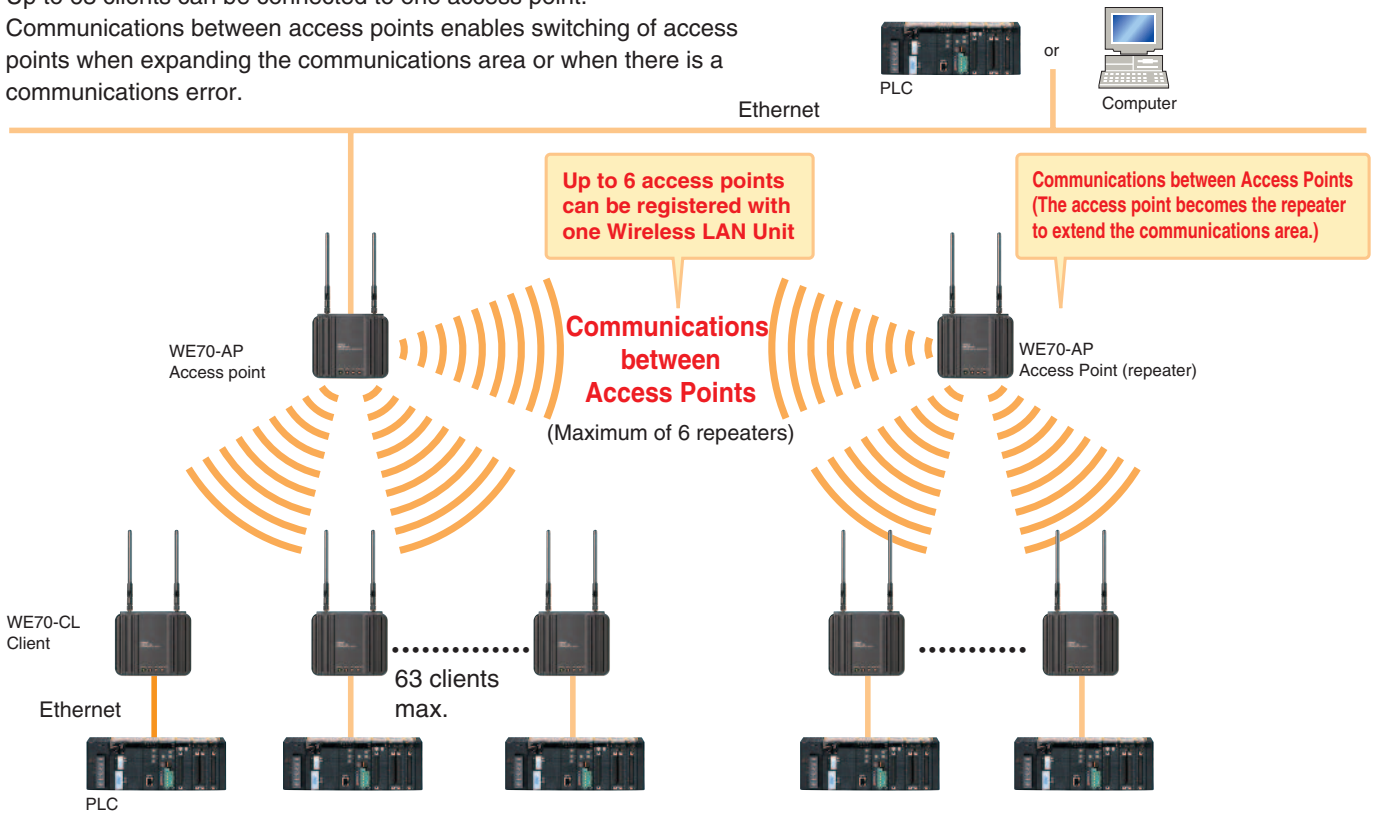 Communications between access points enables switching of access
points when expanding the communications area or when there is a
communications error.
PLC
or
Computer
Ethernet
Up to 6 access points
can be registered with
one Wireless LAN Unit
Communications between Access Points
(The access point becomes the repeater
to extend the communications area.)
WE70-AP
Access point
Communications
between
Access Points
(Maximum of 6 repeaters)
WE70-AP
Access Point (repeater)
WE70-CL
Client
63 clients
max.
Ethernet
PLC